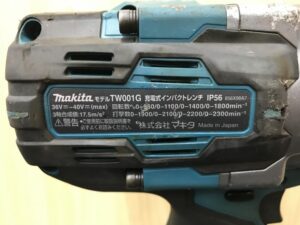 makita モデル TW001G 充電式インパクトレンチ IP56
36V ⎓ 40V⎓(max) 回転数 0-1100/0-1400/0-1800min⁻¹
3軸合成値:17.5m/s² 打撃数 0-1900/0-2100/0-2200/0-2300min⁻¹
⚠警告
株式会社マキタ Made in Japan